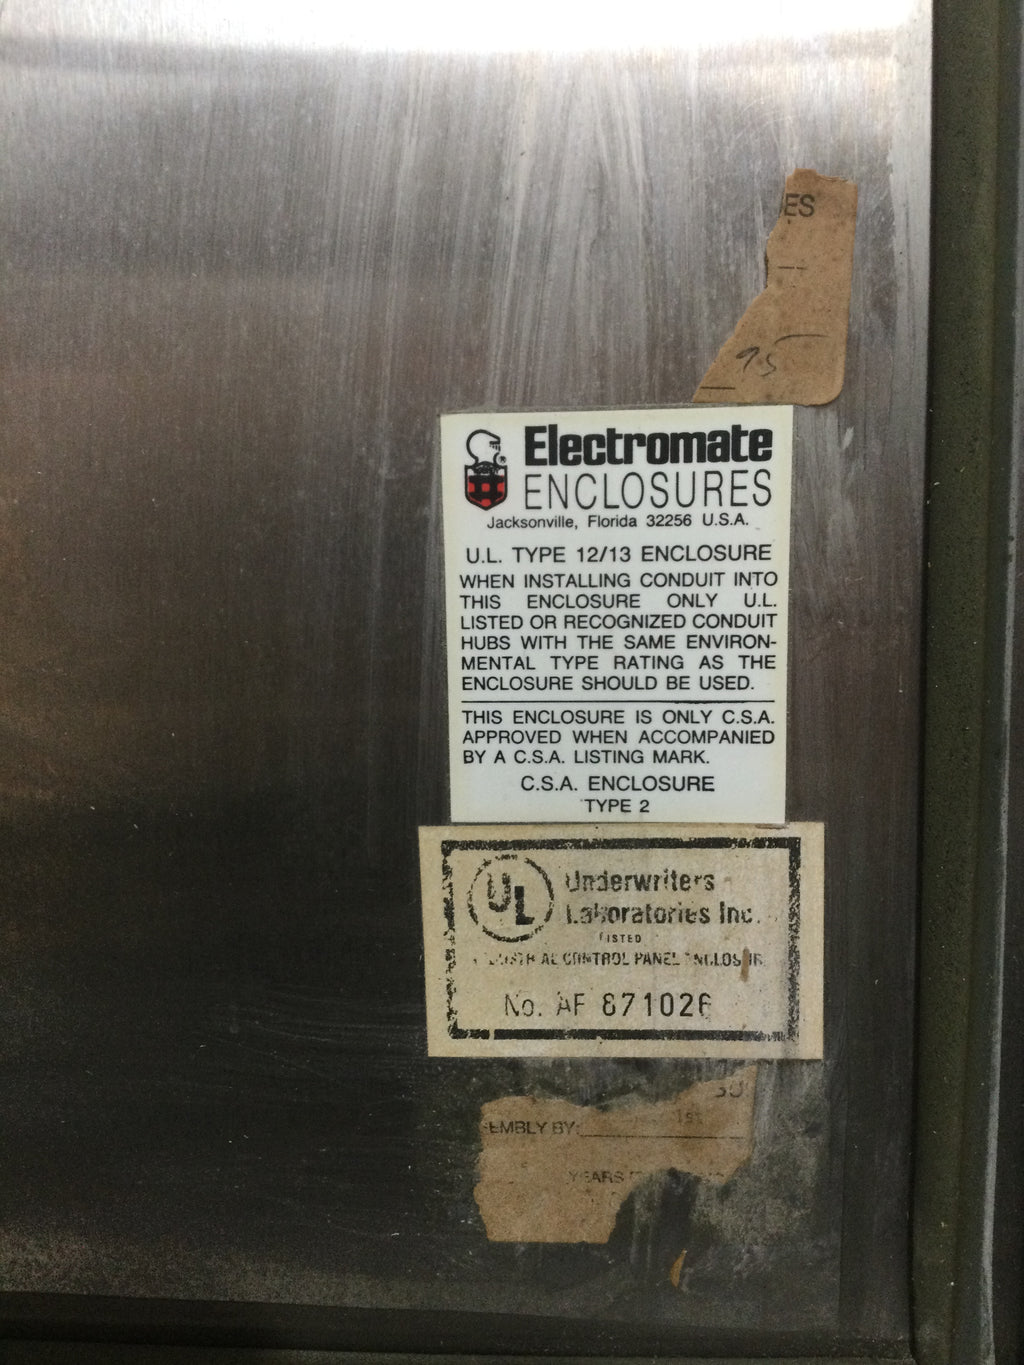 ES
95
Electromate
ENCLOSURES
Jacksonville, Florida 32256 U.S.A.
U.L. TYPE 12/13 ENCLOSURE
WHEN INSTALLING CONDUIT INTO
THIS ENCLOSURE ONLY U.L.
LISTED OR RECOGNIZED CONDUIT
HUBS WITH THE SAME ENVIRON-
MENTAL TYPE RATING AS THE
ENCLOSURE SHOULD BE USED.
THIS ENCLOSURE IS ONLY C.S.A.
APPROVED WHEN ACCOMPANIED
BY A C.S.A. LISTING MARK.
C.S.A. ENCLOSURE
TYPE 2
UL Underwriters
Laboratories Inc.
LISTED
CONTROL PANEL
No. AF 871026
EMBLY BY:
YEARS